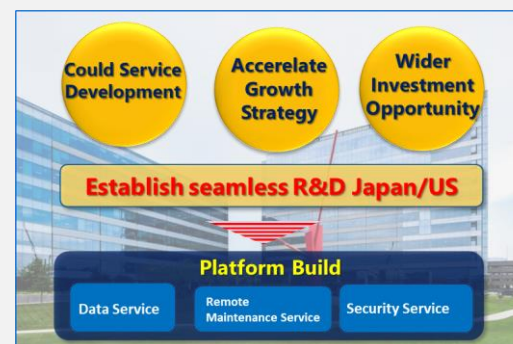 Could Service
Development
Accerelate
Growth
Strategy
Wider
Investment
Opportunity
Establish seamless R&D Japan/US
Platform Build
Data Service
Remote
Maintenance Service
Security Service